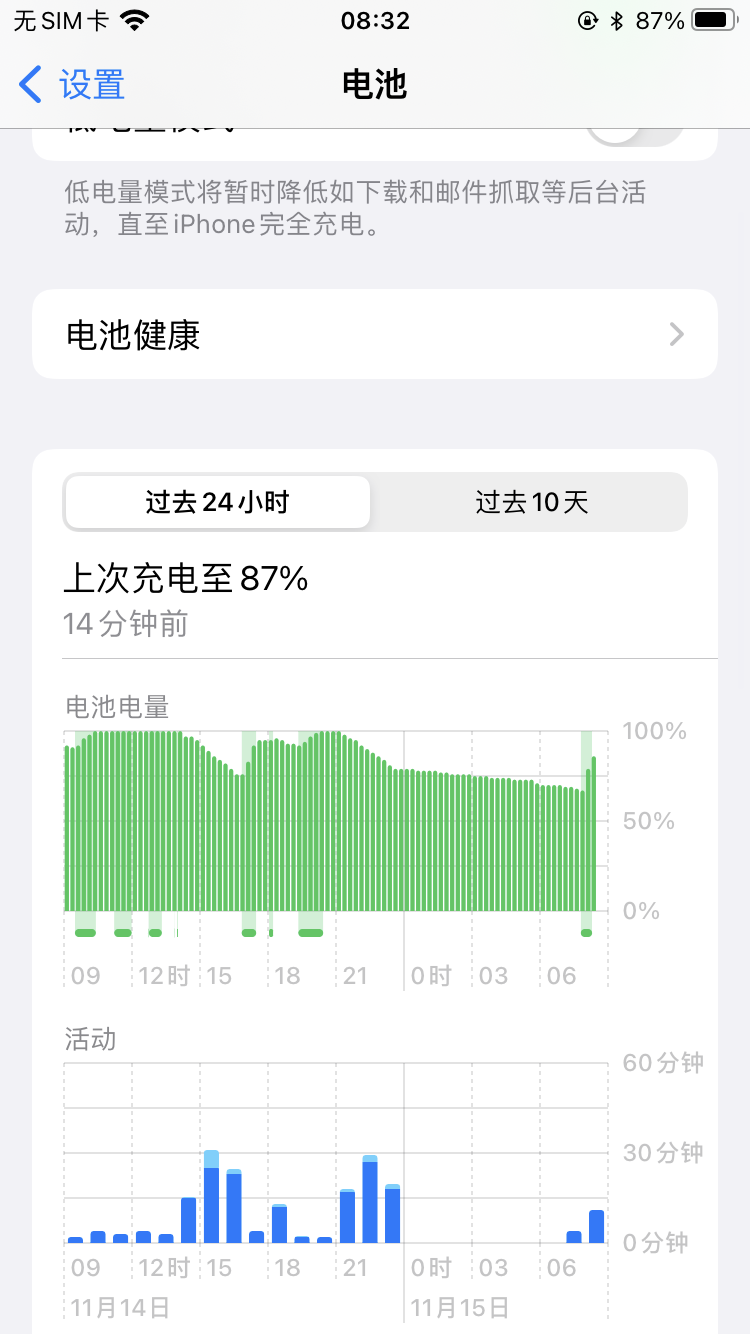 无SIM卡 08:32 87%
设置 电池
低电量模式将暂时降低如下载和邮件抓取等后台活
动，直至iPhone完全充电。
电池健康
过去24小时 过去10天
上次充电至87%
14分钟前
电池电量
100%
50%
0%
09 12时 15 18 21 0时 03 06
活动
60分钟
30分钟
0分钟
09 12时 15 18 21 0时 03 06
11月14日 11月15日